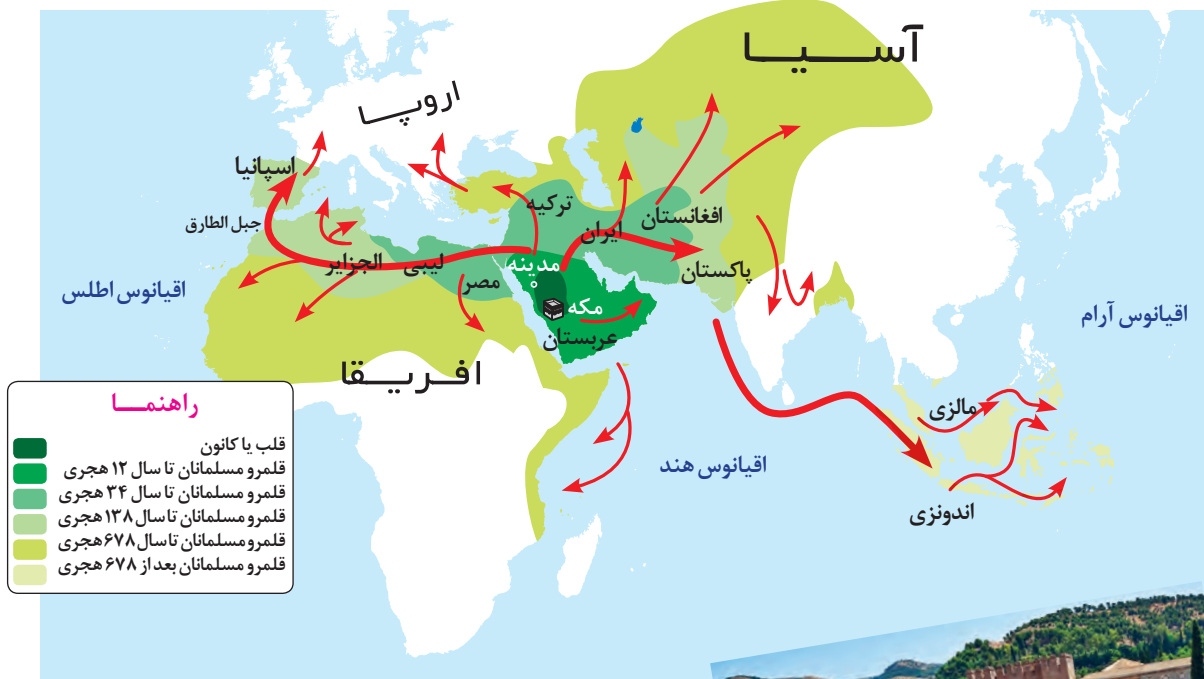 آسـیـا
اروپـا
اسپانیا
ترکیه
جبل الطارق
افغانستان
ایران
الجزایر
لیبی
مدینه
مصر
پاکستان
مکه
عربستان
اقیانوس اطلس
اقیانوس آرام
افریقـا
مالزی
اقیانوس هند
اندونزی
راهنمـا
قلب یا کانون
قلمرو مسلمانان تا سال ۱۲ هجری
قلمرو مسلمانان تا سال ۳۴ هجری
قلمرو مسلمانان تا سال ۱۳۸ هجری
قلمرو مسلمانان تا سال ۶۷۸ هجری
قلمرو مسلمانان بعد از ۶۷۸ هجری